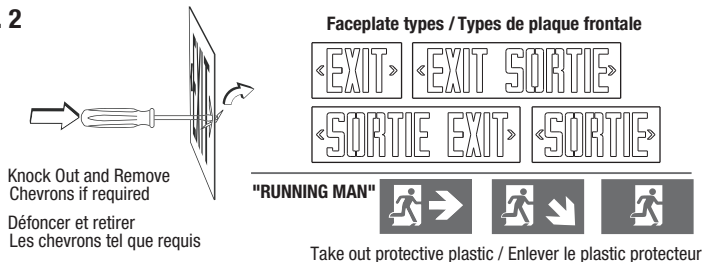 . 2
Knock Out and Remove
Chevrons if required
Défoncer et retirer
Les chevrons tel que requis
Faceplate types / Types de plaque frontale
‹EXIT› ‹EXIT SORTIE›
‹SORTIE EXIT› ‹SORTIE›
"RUNNING MAN"
Take out protective plastic / Enlever le plastic protecteur